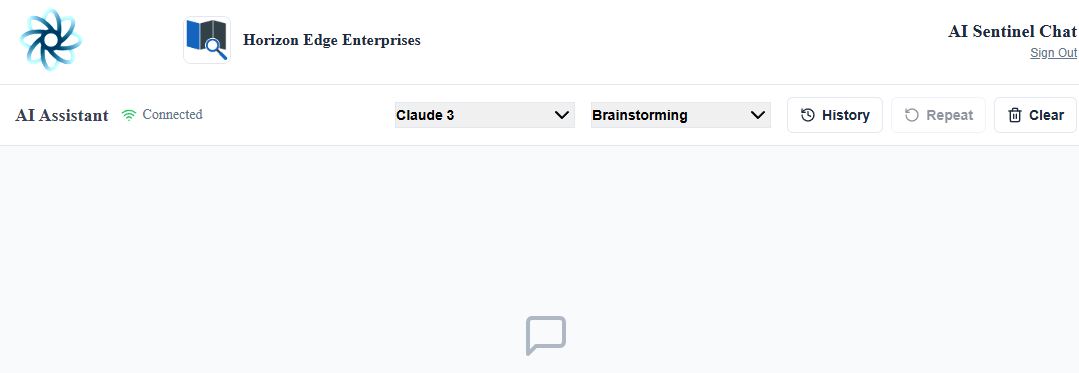 Horizon Edge Enterprises
AI Sentinel Chat
Sign Out
AI Assistant Connected Claude 3 Brainstorming History Repeat Clear